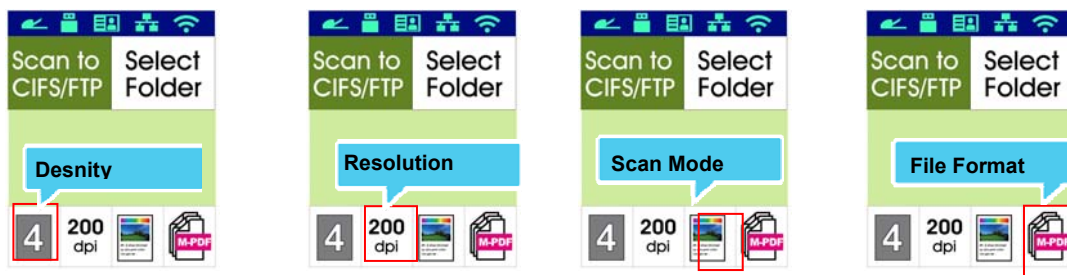 Scan to CIFS/FTP
Select Folder
Desnity
4
200 dpi
M-PDF
Scan to CIFS/FTP
Select Folder
Resolution
4
200 dpi
M-PDF
Scan to CIFS/FTP
Select Folder
Scan Mode
4
200 dpi
M-PDF
Scan to CIFS/FTP
Select Folder
File Format
4
200 dpi
M-PDF